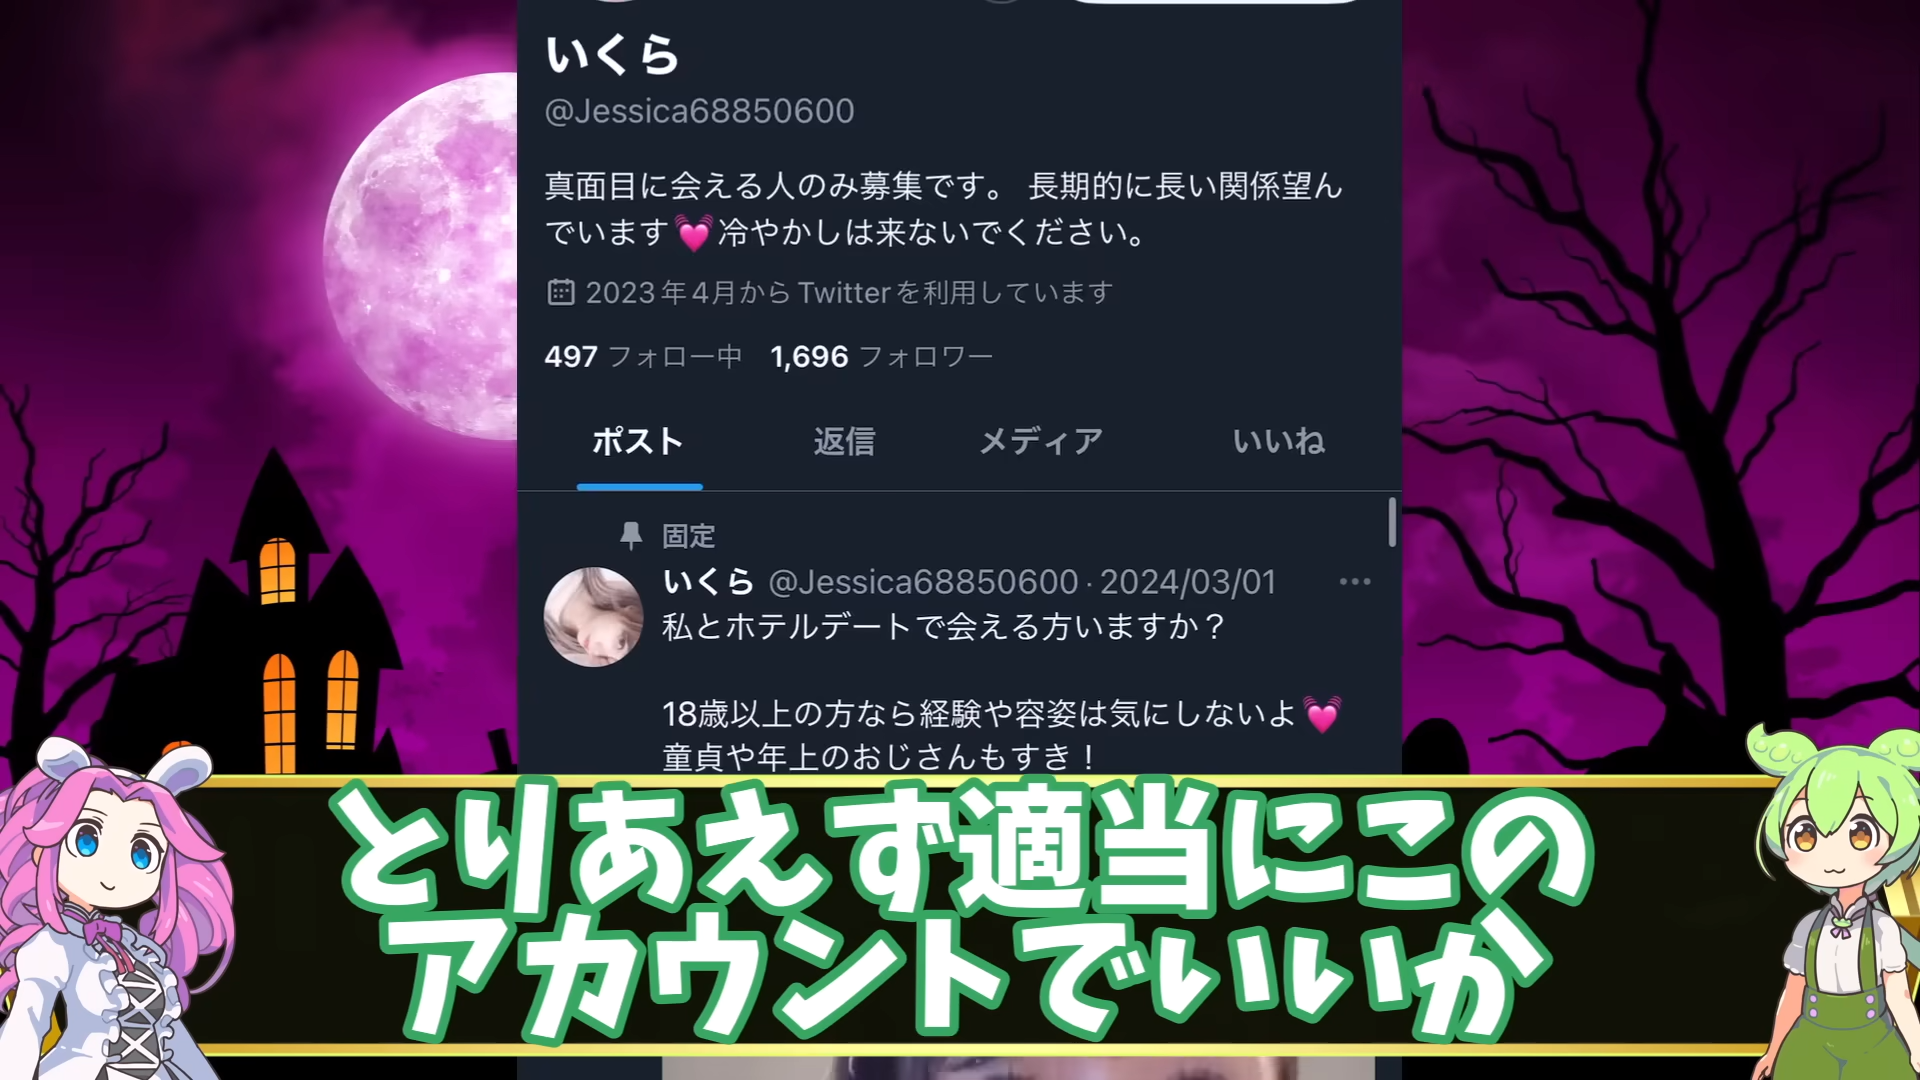 いくら
@Jessica68850600
真面目に会える人のみ募集です。 長期的に長い関係望ん
でいます💓冷やかしは来ないでください。
2023年4月からTwitterを利用しています
497 フォロー中 1,696 フォロワー
ポスト 返信 メディア いいね
固定
いくら @Jessica68850600 · 2024/03/01
私とホテルデートで会える方いますか？
18歳以上の方なら経験や容姿は気にしないよ💓
童貞や年上のおじさんもすき！
とりあえず適当にこの
アカウントでいいか